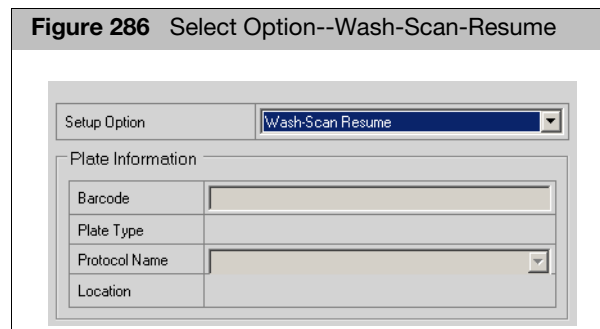 Figure 286 Select Option--Wash-Scan-Resume
Setup Option Wash-Scan Resume
Plate Information
Barcode
Plate Type
Protocol Name
Location